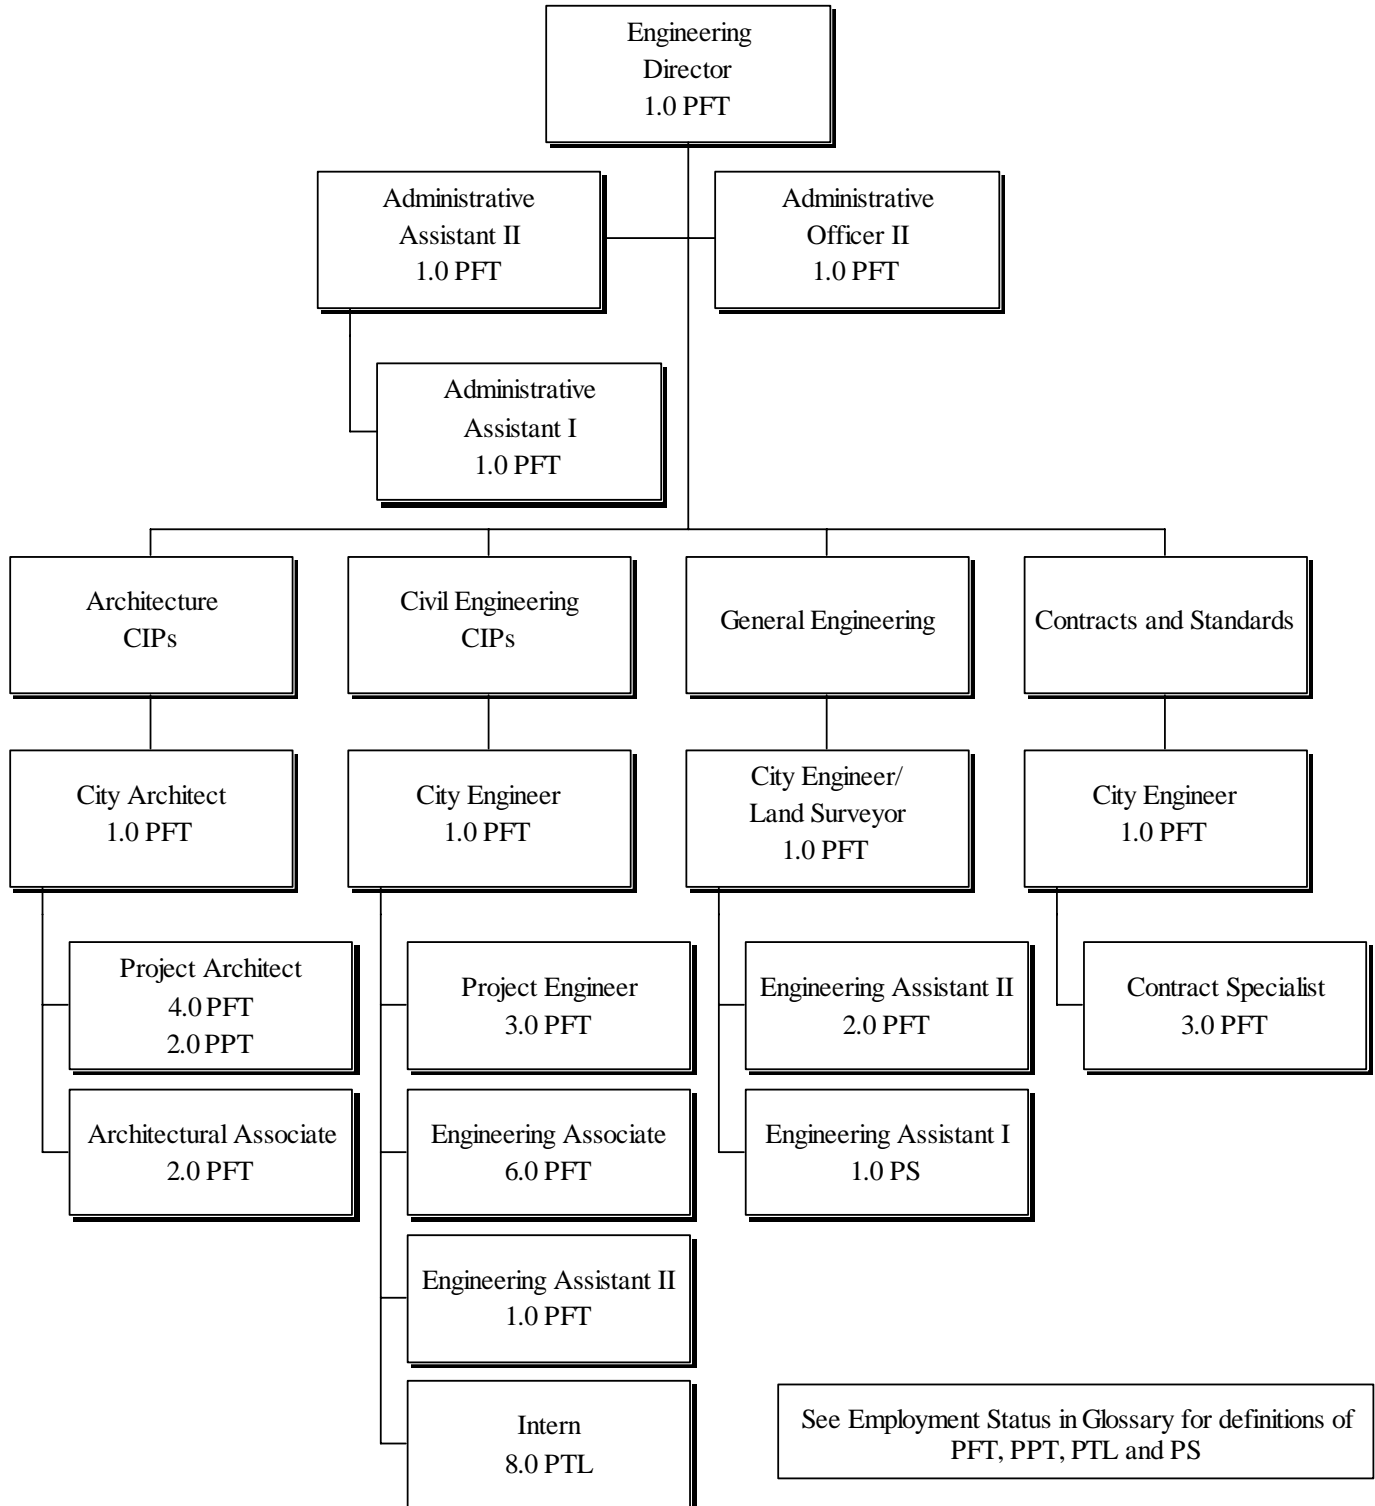 Engineering
Director
1.0 PFT
Administrative
Assistant II
1.0 PFT
Administrative
Officer II
1.0 PFT
Administrative
Assistant I
1.0 PFT
Architecture
CIPs
Civil Engineering
CIPs
General Engineering
Contracts and Standards
City Architect
1.0 PFT
City Engineer
1.0 PFT
City Engineer/
Land Surveyor
1.0 PFT
City Engineer
1.0 PFT
Project Architect
4.0 PFT
2.0 PPT
Project Engineer
3.0 PFT
Engineering Assistant II
2.0 PFT
Contract Specialist
3.0 PFT
Architectural Associate
2.0 PFT
Engineering Associate
6.0 PFT
Engineering Assistant I
1.0 PS
Engineering Assistant II
1.0 PFT
Intern
8.0 PTL
See Employment Status in Glossary for definitions of
PFT, PPT, PTL and PS